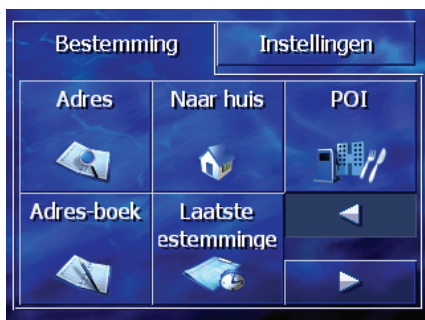 Bestemming
Instellingen
Adres
Naar huis
POI
Adres-boek
Laatste
estemminge